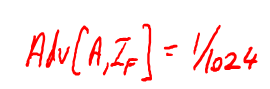 Adv[A,I_F] = 1/1024